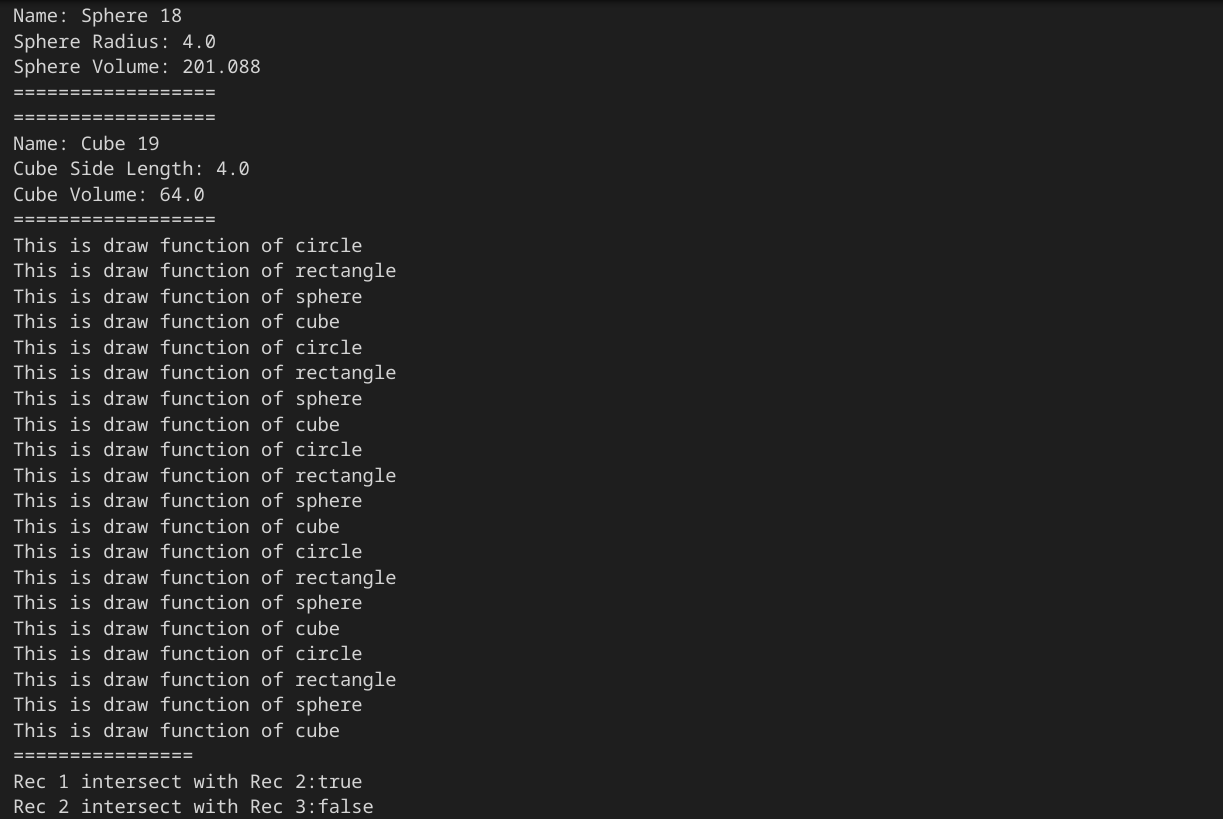 Name: Sphere 18
Sphere Radius: 4.0
Sphere Volume: 201.088
==================
==================
Name: Cube 19
Cube Side Length: 4.0
Cube Volume: 64.0
==================
This is draw function of circle
This is draw function of rectangle
This is draw function of sphere
This is draw function of cube
This is draw function of circle
This is draw function of rectangle
This is draw function of sphere
This is draw function of cube
This is draw function of circle
This is draw function of rectangle
This is draw function of sphere
This is draw function of cube
This is draw function of circle
This is draw function of rectangle
This is draw function of sphere
This is draw function of cube
This is draw function of circle
This is draw function of rectangle
This is draw function of sphere
This is draw function of cube
================
Rec 1 intersect with Rec 2:true
Rec 2 intersect with Rec 3:false